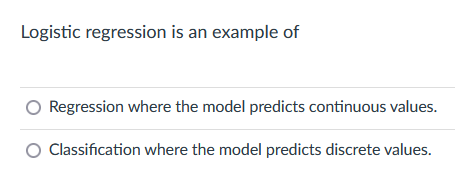 Logistic regression is an example of
Regression where the model predicts continuous values.
Classification where the model predicts discrete values.